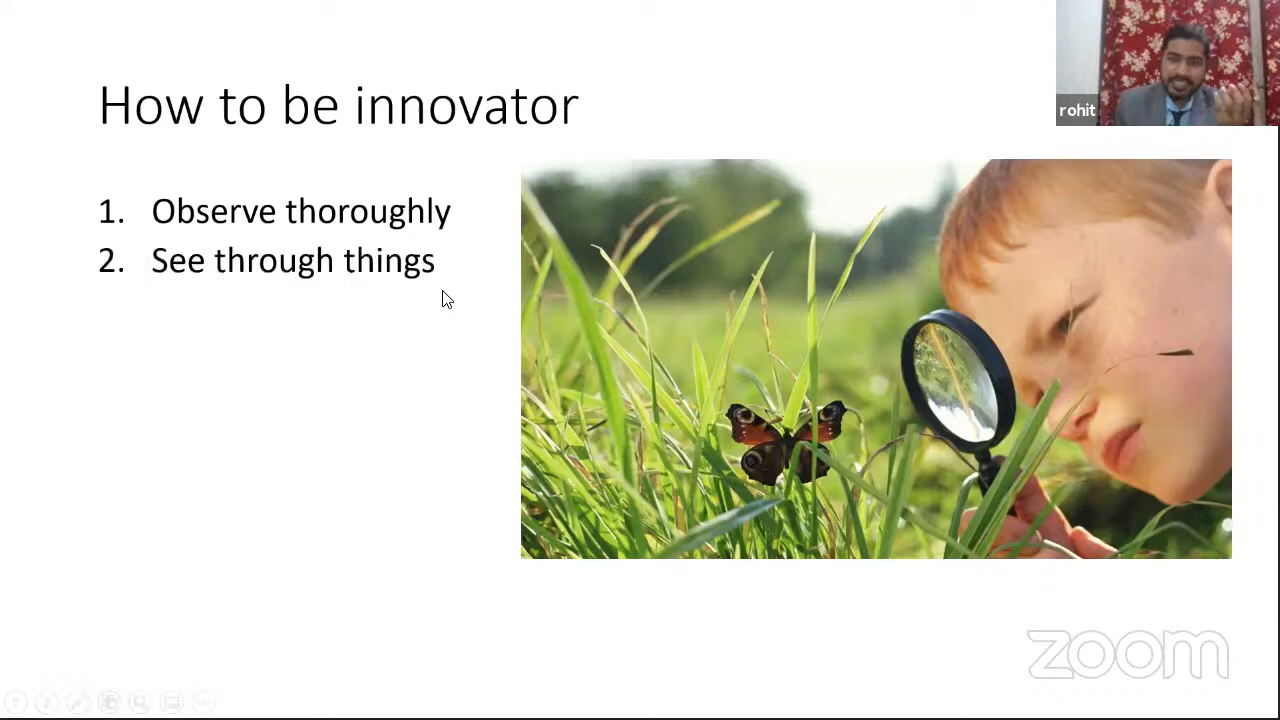 How to be innovator
rohit
1. Observe thoroughly
2. See through things
zoom